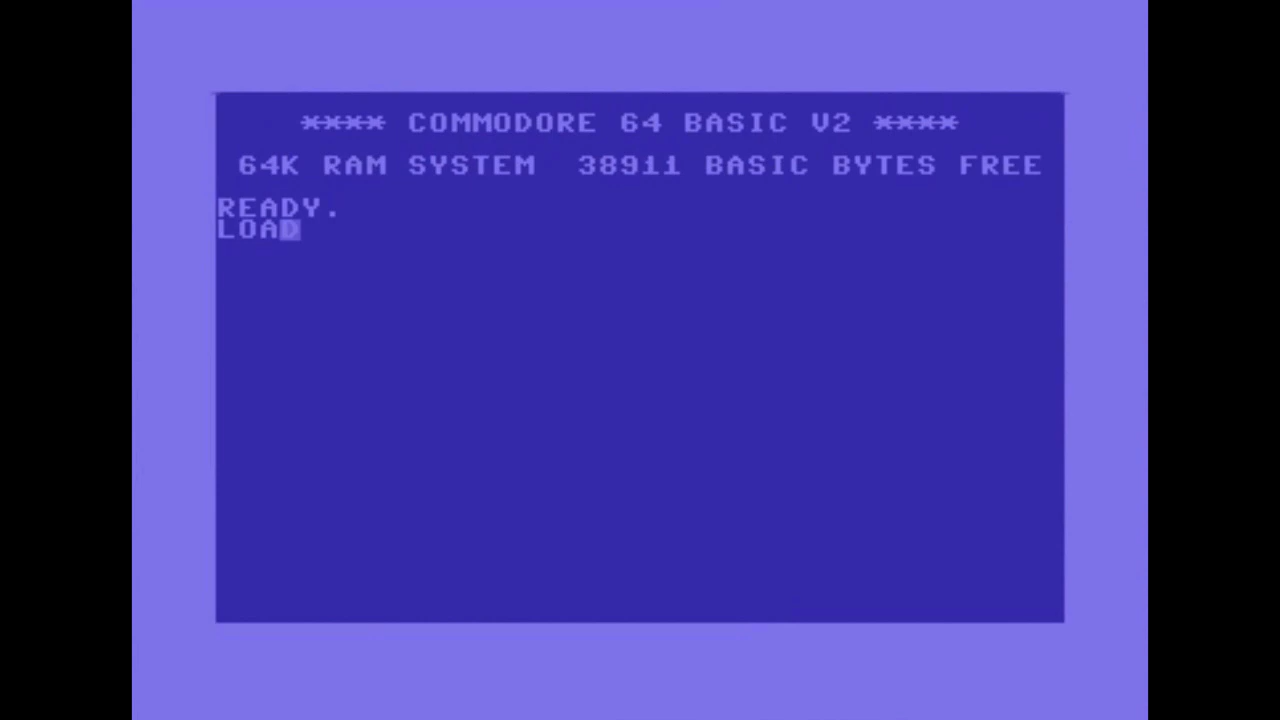 **** COMMODORE 64 BASIC V2 ****
64K RAM SYSTEM  38911 BASIC BYTES FREE
READY.
LOAD